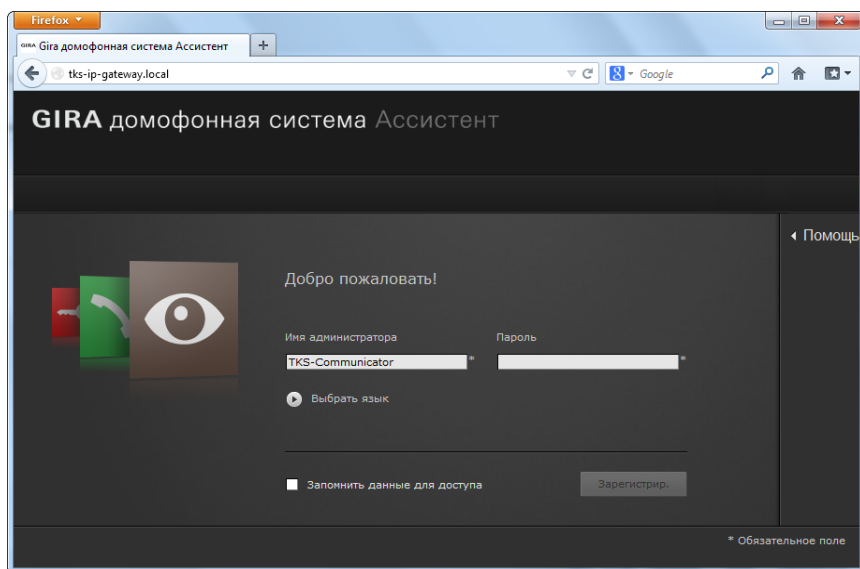 Firefox
GIRA Gira домофонная система Ассистент
tks-ip-gateway.local
Google
GIRA домофонная система Ассистент
Помощь
Добро пожаловать!
Имя администратора Пароль
TKS-Communicator * *
Выбрать язык
Запомнить данные для доступа Зарегистрир.
* Обязательное поле